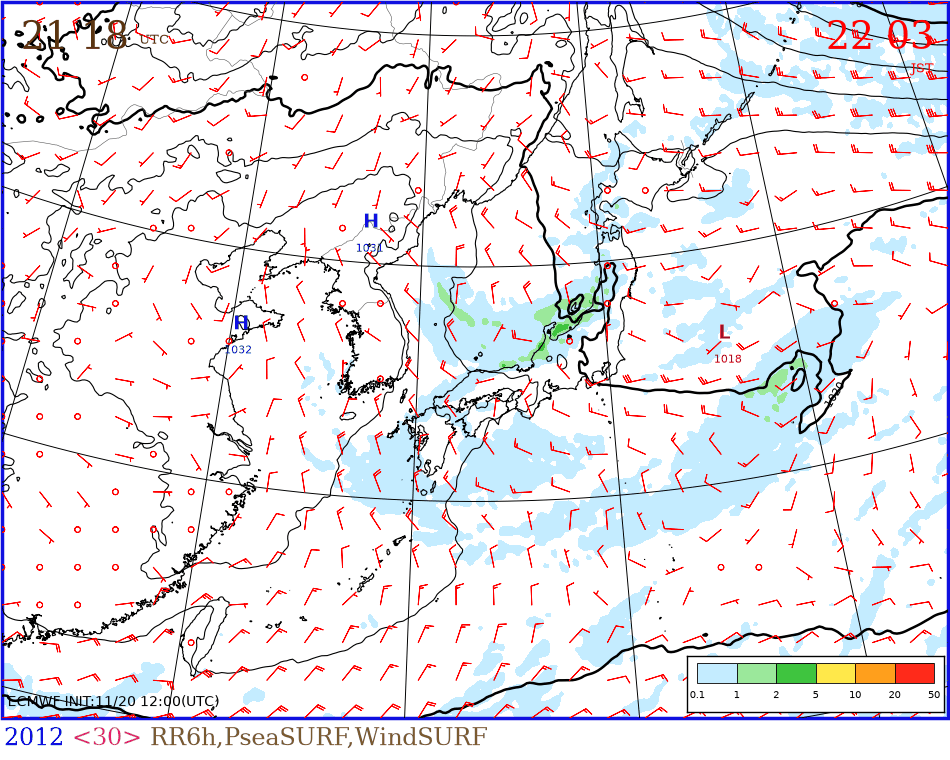 21 18 UTC 22 03 JST
H
1031
H
1032
L
1018
1020
0.1 1 2 5 10 20 50
ECMWF INIT:11/20 12:00(UTC)
2012 <30> RR6h,PseaSURF,WindSURF